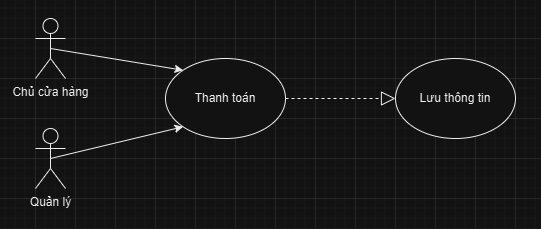 Chủ cửa hàng
Thanh toán
Lưu thông tin
Quản lý